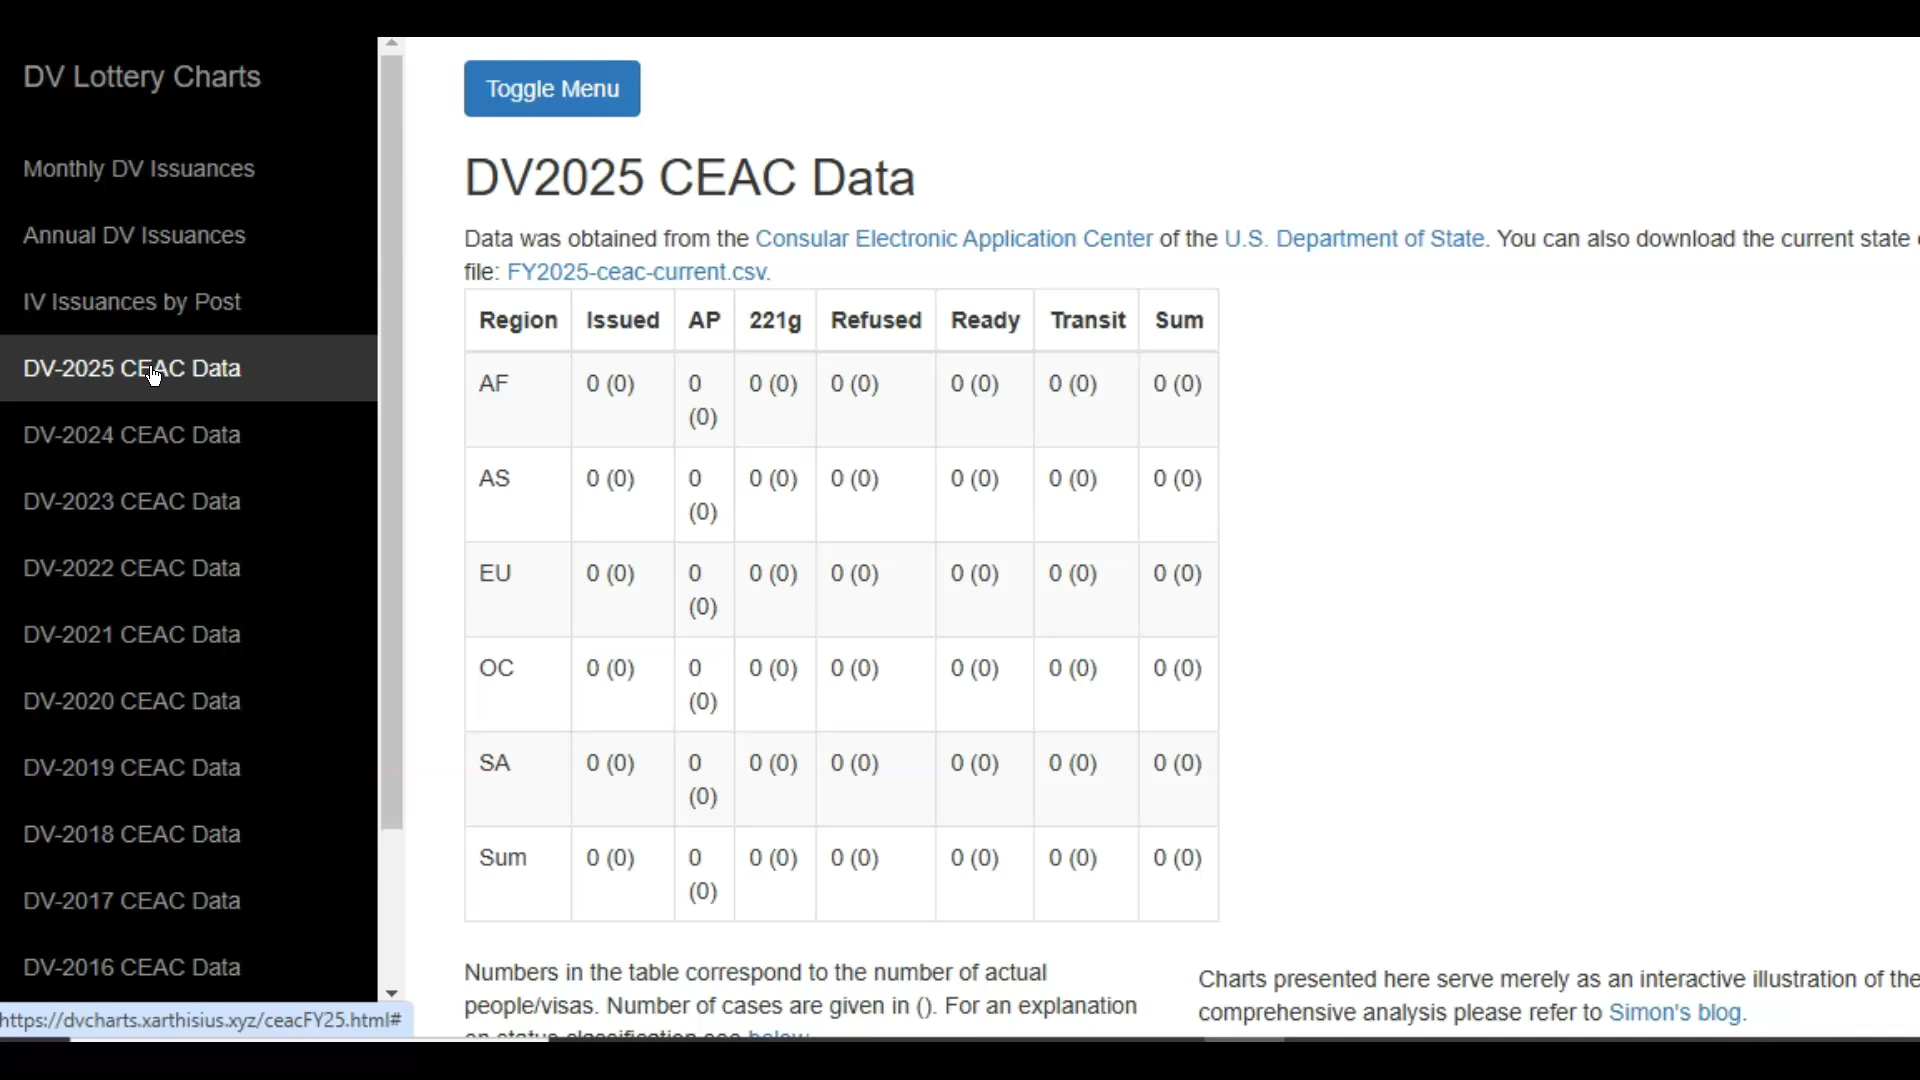 DV Lottery Charts
Monthly DV Issuances
Annual DV Issuances
IV Issuances by Post
DV-2025 CEAC Data
DV-2024 CEAC Data
DV-2023 CEAC Data
DV-2022 CEAC Data
DV-2021 CEAC Data
DV-2020 CEAC Data
DV-2019 CEAC Data
DV-2018 CEAC Data
DV-2017 CEAC Data
DV-2016 CEAC Data
https://dvcharts.xarthisius.xyz/ceacFY25.html#
Toggle Menu
DV2025 CEAC Data
Data was obtained from the Consular Electronic Application Center of the U.S. Department of State. You can also download the current state
file: FY2025-ceac-current.csv.
Region Issued AP 221g Refused Ready Transit Sum
AF 0 (0) 0 (0) 0 (0) 0 (0) 0 (0) 0 (0) 0 (0)
AS 0 (0) 0 (0) 0 (0) 0 (0) 0 (0) 0 (0) 0 (0)
EU 0 (0) 0 (0) 0 (0) 0 (0) 0 (0) 0 (0) 0 (0)
OC 0 (0) 0 (0) 0 (0) 0 (0) 0 (0) 0 (0) 0 (0)
SA 0 (0) 0 (0) 0 (0) 0 (0) 0 (0) 0 (0) 0 (0)
Sum 0 (0) 0 (0) 0 (0) 0 (0) 0 (0) 0 (0) 0 (0)
Numbers in the table correspond to the number of actual
people/visas. Number of cases are given in (). For an explanation
on status classification see below
Charts presented here serve merely as an interactive illustration of the
comprehensive analysis please refer to Simon's blog.